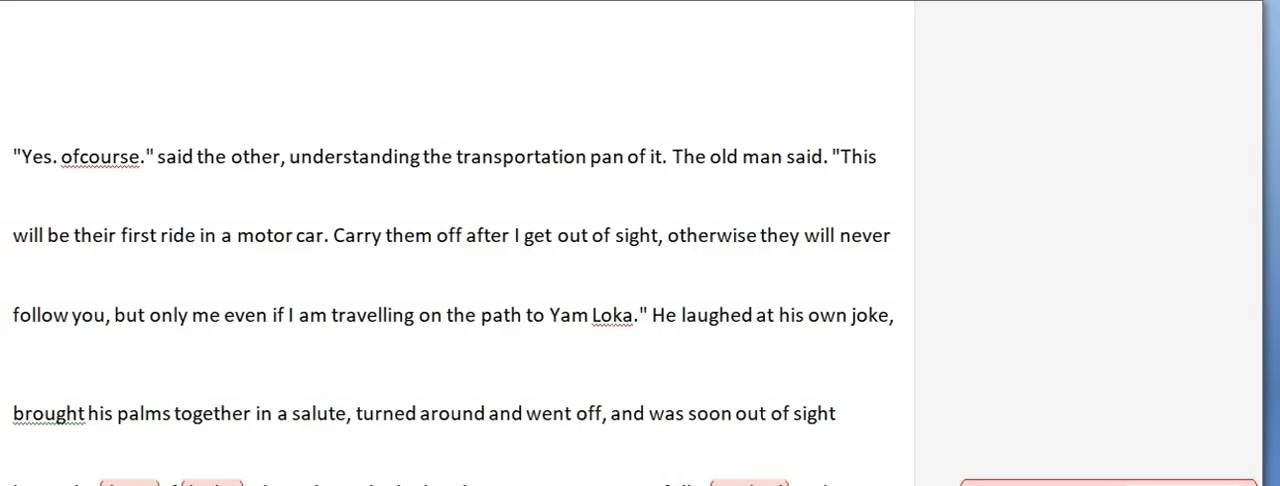 "Yes. ofcourse." said the other, understanding the transportation pan of it. The old man said. "This
will be their first ride in a motor car. Carry them off after I get out of sight, otherwise they will never
follow you, but only me even if I am travelling on the path to Yam Loka." He laughed at his own joke,
brought his palms together in a salute, turned around and went off, and was soon out of sight